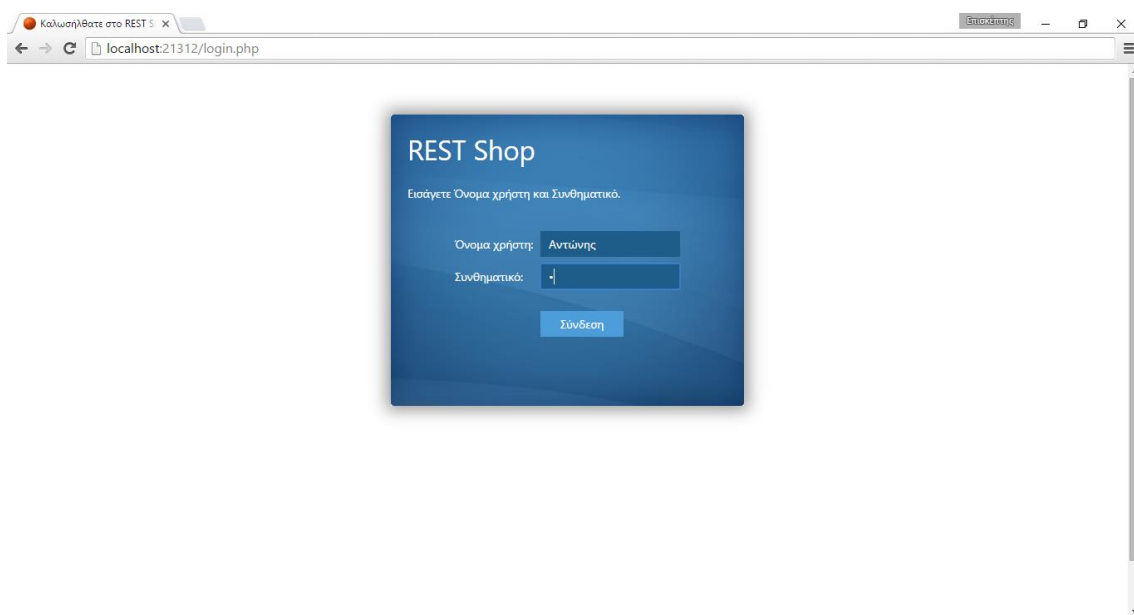 Καλωσήλθατε στο REST S
Επισκέπτης
localhost:21312/login.php
REST Shop
Εισάγετε Όνομα χρήστη και Συνθηματικό.
Όνομα χρήστη: Αντώνης
Συνθηματικό:
Σύνδεση